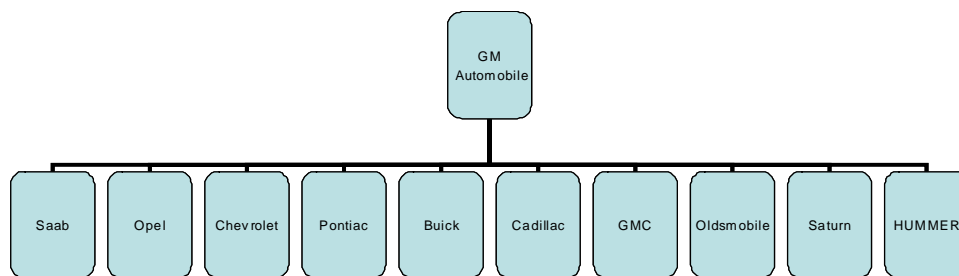 GM
Automobile
Saab
Opel
Chevrolet
Pontiac
Buick
Cadillac
GMC
Oldsmobile
Saturn
HUMMER